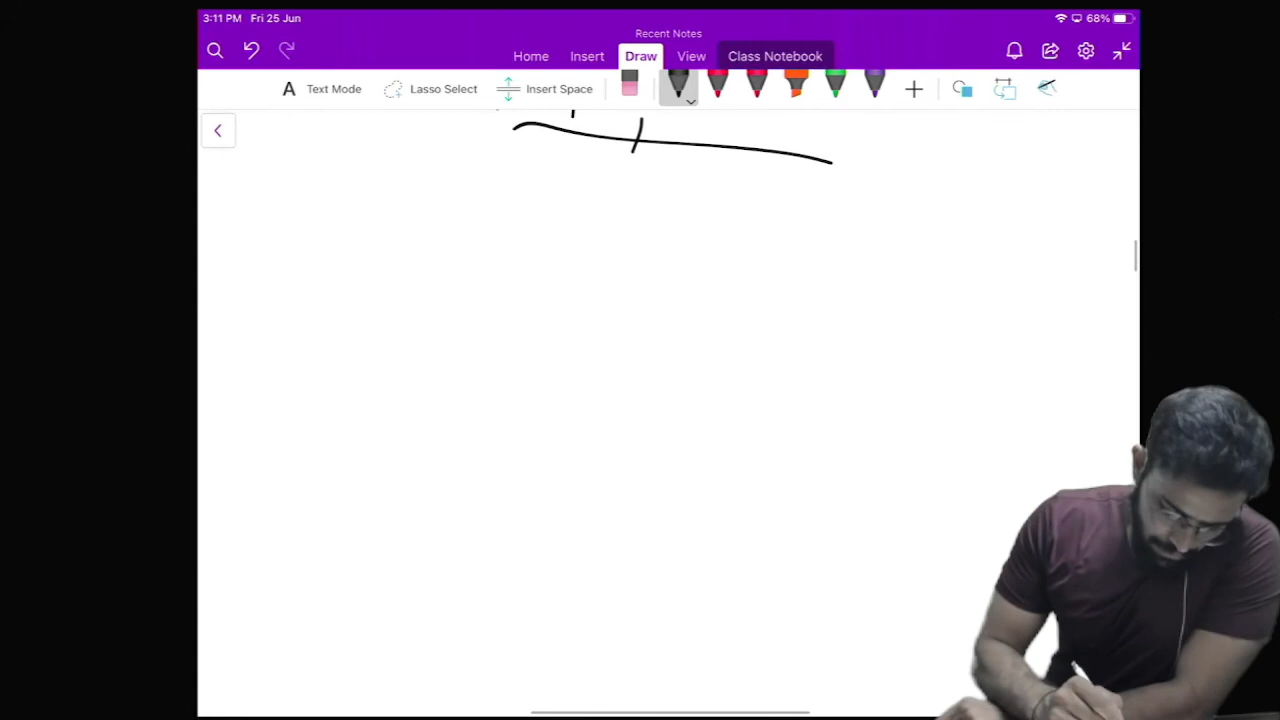 3:11 PM Fri 25 Jun 68%
Recent Notes
Home Insert Draw View Class Notebook
A Text Mode Lasso Select Insert Space